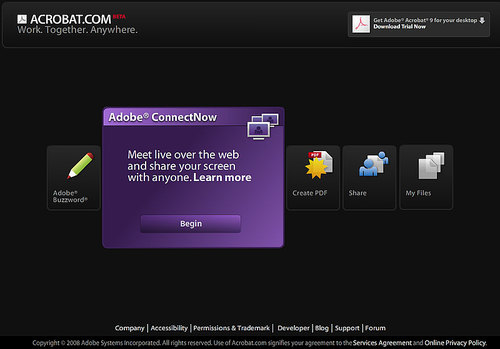 ACROBAT.COM BETA
Work. Together. Anywhere.
Get Adobe® Acrobat® 9 for your desktop
Download Trial Now
Adobe® ConnectNow
Meet live over the web
and share your screen
with anyone. Learn more
Begin
Adobe®
Buzzword®
PDF
Create PDF
Share
My Files
Company | Accessibility | Permissions & Trademark | Developer | Blog | Support | Forum
Copyright © 2008 Adobe Systems Incorporated. All rights reserved. Use of Acrobat.com signifies your agreement to the Services Agreement and Online Privacy Policy.